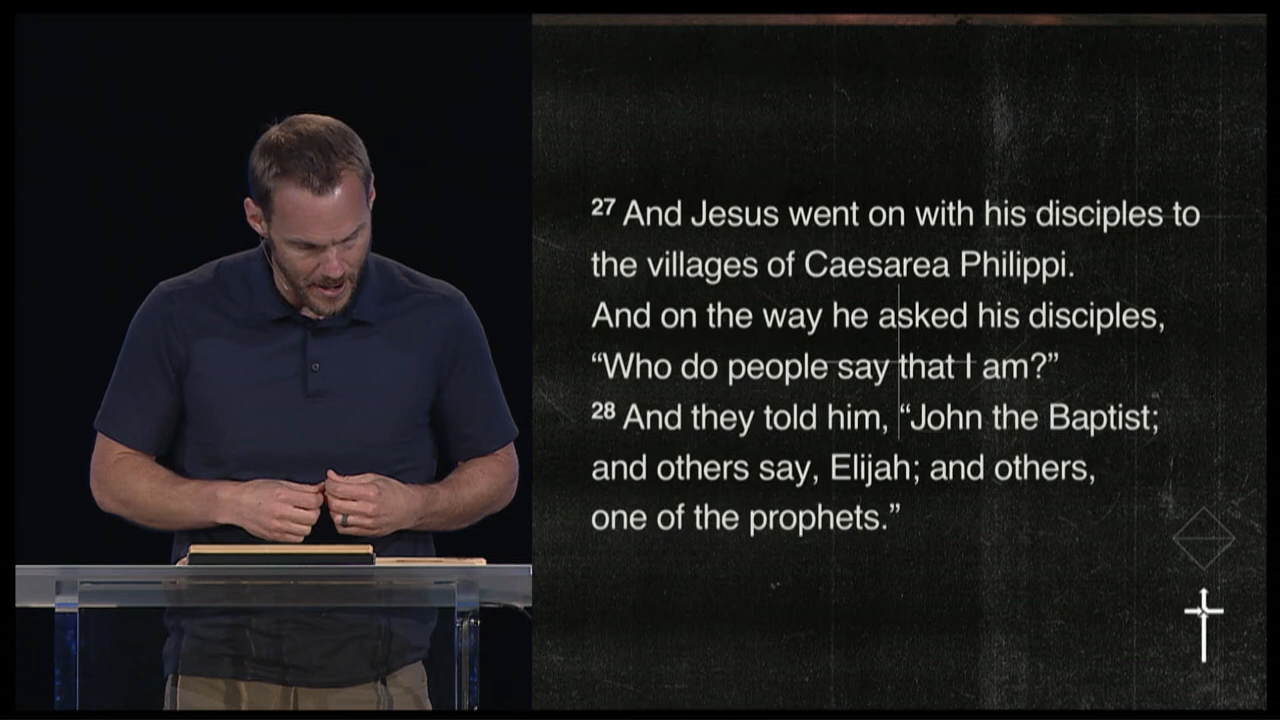 27 And Jesus went on with his disciples to
the villages of Caesarea Philippi.
And on the way he asked his disciples,
“Who do people say that I am?”
28 And they told him, “John the Baptist;
and others say, Elijah; and others,
one of the prophets.”